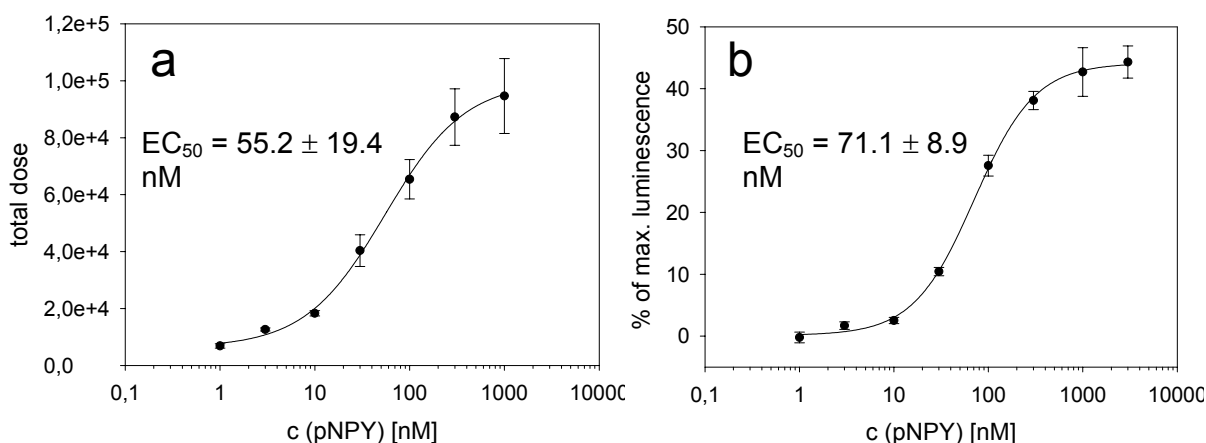 a
EC50 = 55.2 ± 19.4
nM
total dose
1,2e+5
1,0e+5
8,0e+4
6,0e+4
4,0e+4
2,0e+4
0,0
0,1 1 10 100 1000 10000
c (pNPY) [nM]
b
EC50 = 71.1 ± 8.9
nM
% of max. luminescence
50
40
30
20
10
0
0,1 1 10 100 1000 10000
c (pNPY) [nM]